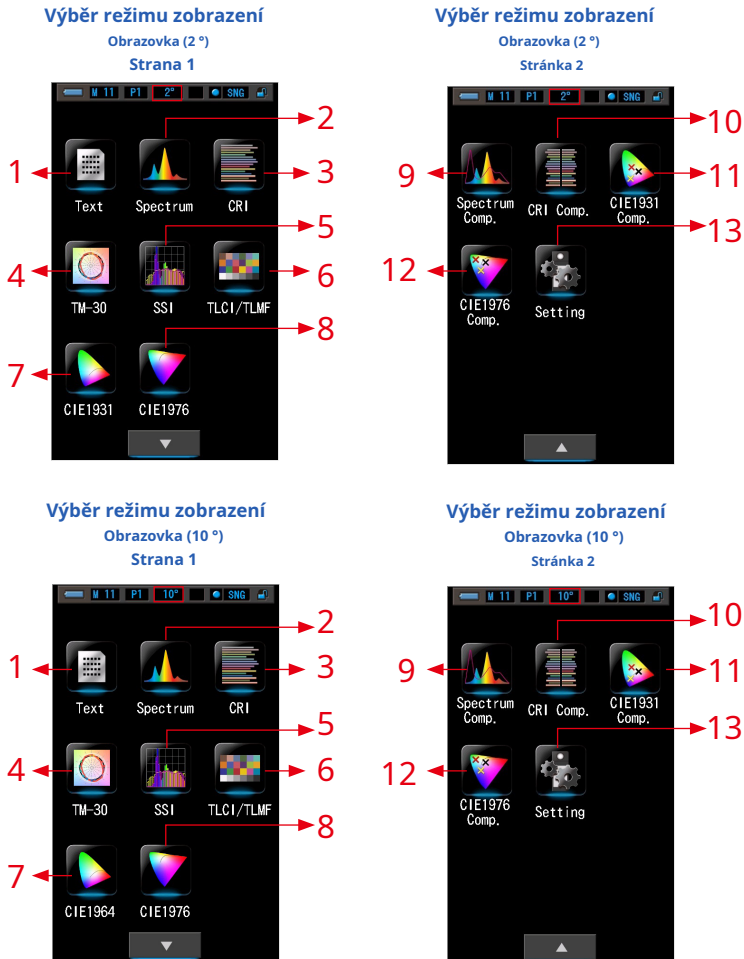 Výběr režimu zobrazení
Obrazovka (2 °)
Strana 1
M 11 P1 2° SNG
1 2 3
Text Spectrum CRI
4 5 6
TM-30 SSI TLCI/TLMF
7 8
CIE1931 CIE1976
Výběr režimu zobrazení
Obrazovka (2 °)
Stránka 2
M 11 P1 2° SNG
9 10 11
Spectrum Comp. CRI Comp. CIE1931 Comp.
12 13
CIE1976 Comp. Setting
Výběr režimu zobrazení
Obrazovka (10 °)
Strana 1
M 11 P1 10° SNG
1 2 3
Text Spectrum CRI
4 5 6
TM-30 SSI TLCI/TLMF
7 8
CIE1964 CIE1976
Výběr režimu zobrazení
Obrazovka (10 °)
Stránka 2
M 11 P1 10° SNG
9 10 11
Spectrum Comp. CRI Comp. CIE1931 Comp.
12 13
CIE1976 Comp. Setting